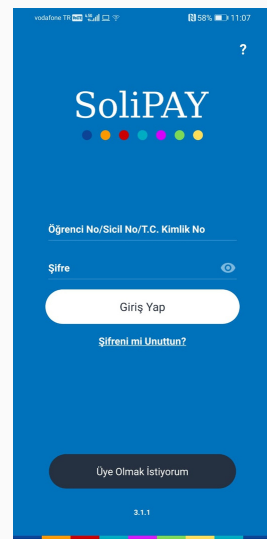 vodafone TR
58% 11:07
?
SoliPAY
Öğrenci No/Sicil No/T.C. Kimlik No
Şifre
Giriş Yap
Şifreni mi Unuttun?
Üye Olmak İstiyorum
3.1.1